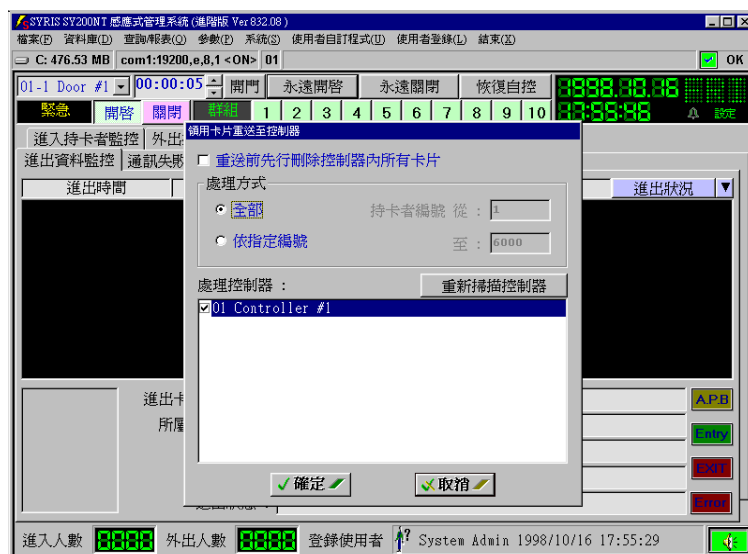 SYRIS SY200NT 感應式管理系統 (進階版 Ver 8.32.08 )
檔案(F) 資料庫(D) 查詢/報表(Q) 參數(P) 系統(S) 使用者自訂程式(U) 使用者登錄(L) 結束(X)
C: 476.53 MB com1:19200,e,8,1 <ON> 01 OK
01-1 Door #1 00:00:05 開門 永遠開啓 永遠關閉 恢復自控
緊急 開啓 關閉 群組 1 2 3 4 5 6 7 8 9 10 設定
進入持卡者監控 外出
領用卡片重送至控制器
進出資料監控 通訊失敗
重送前先行刪除控制器內所有卡片
進出時間 進出狀況
處理方式
全部 持卡者編號 從 : 1
依指定編號 至 : 6000
處理控制器 : 重新掃描控制器
01 Controller #1
進出卡 A.P.B
所屬 Entry
EXIT
確定 取消
Error
進入人數 8888 外出人數 8888 登錄使用者 System Admin 1998/10/16 17:55:29